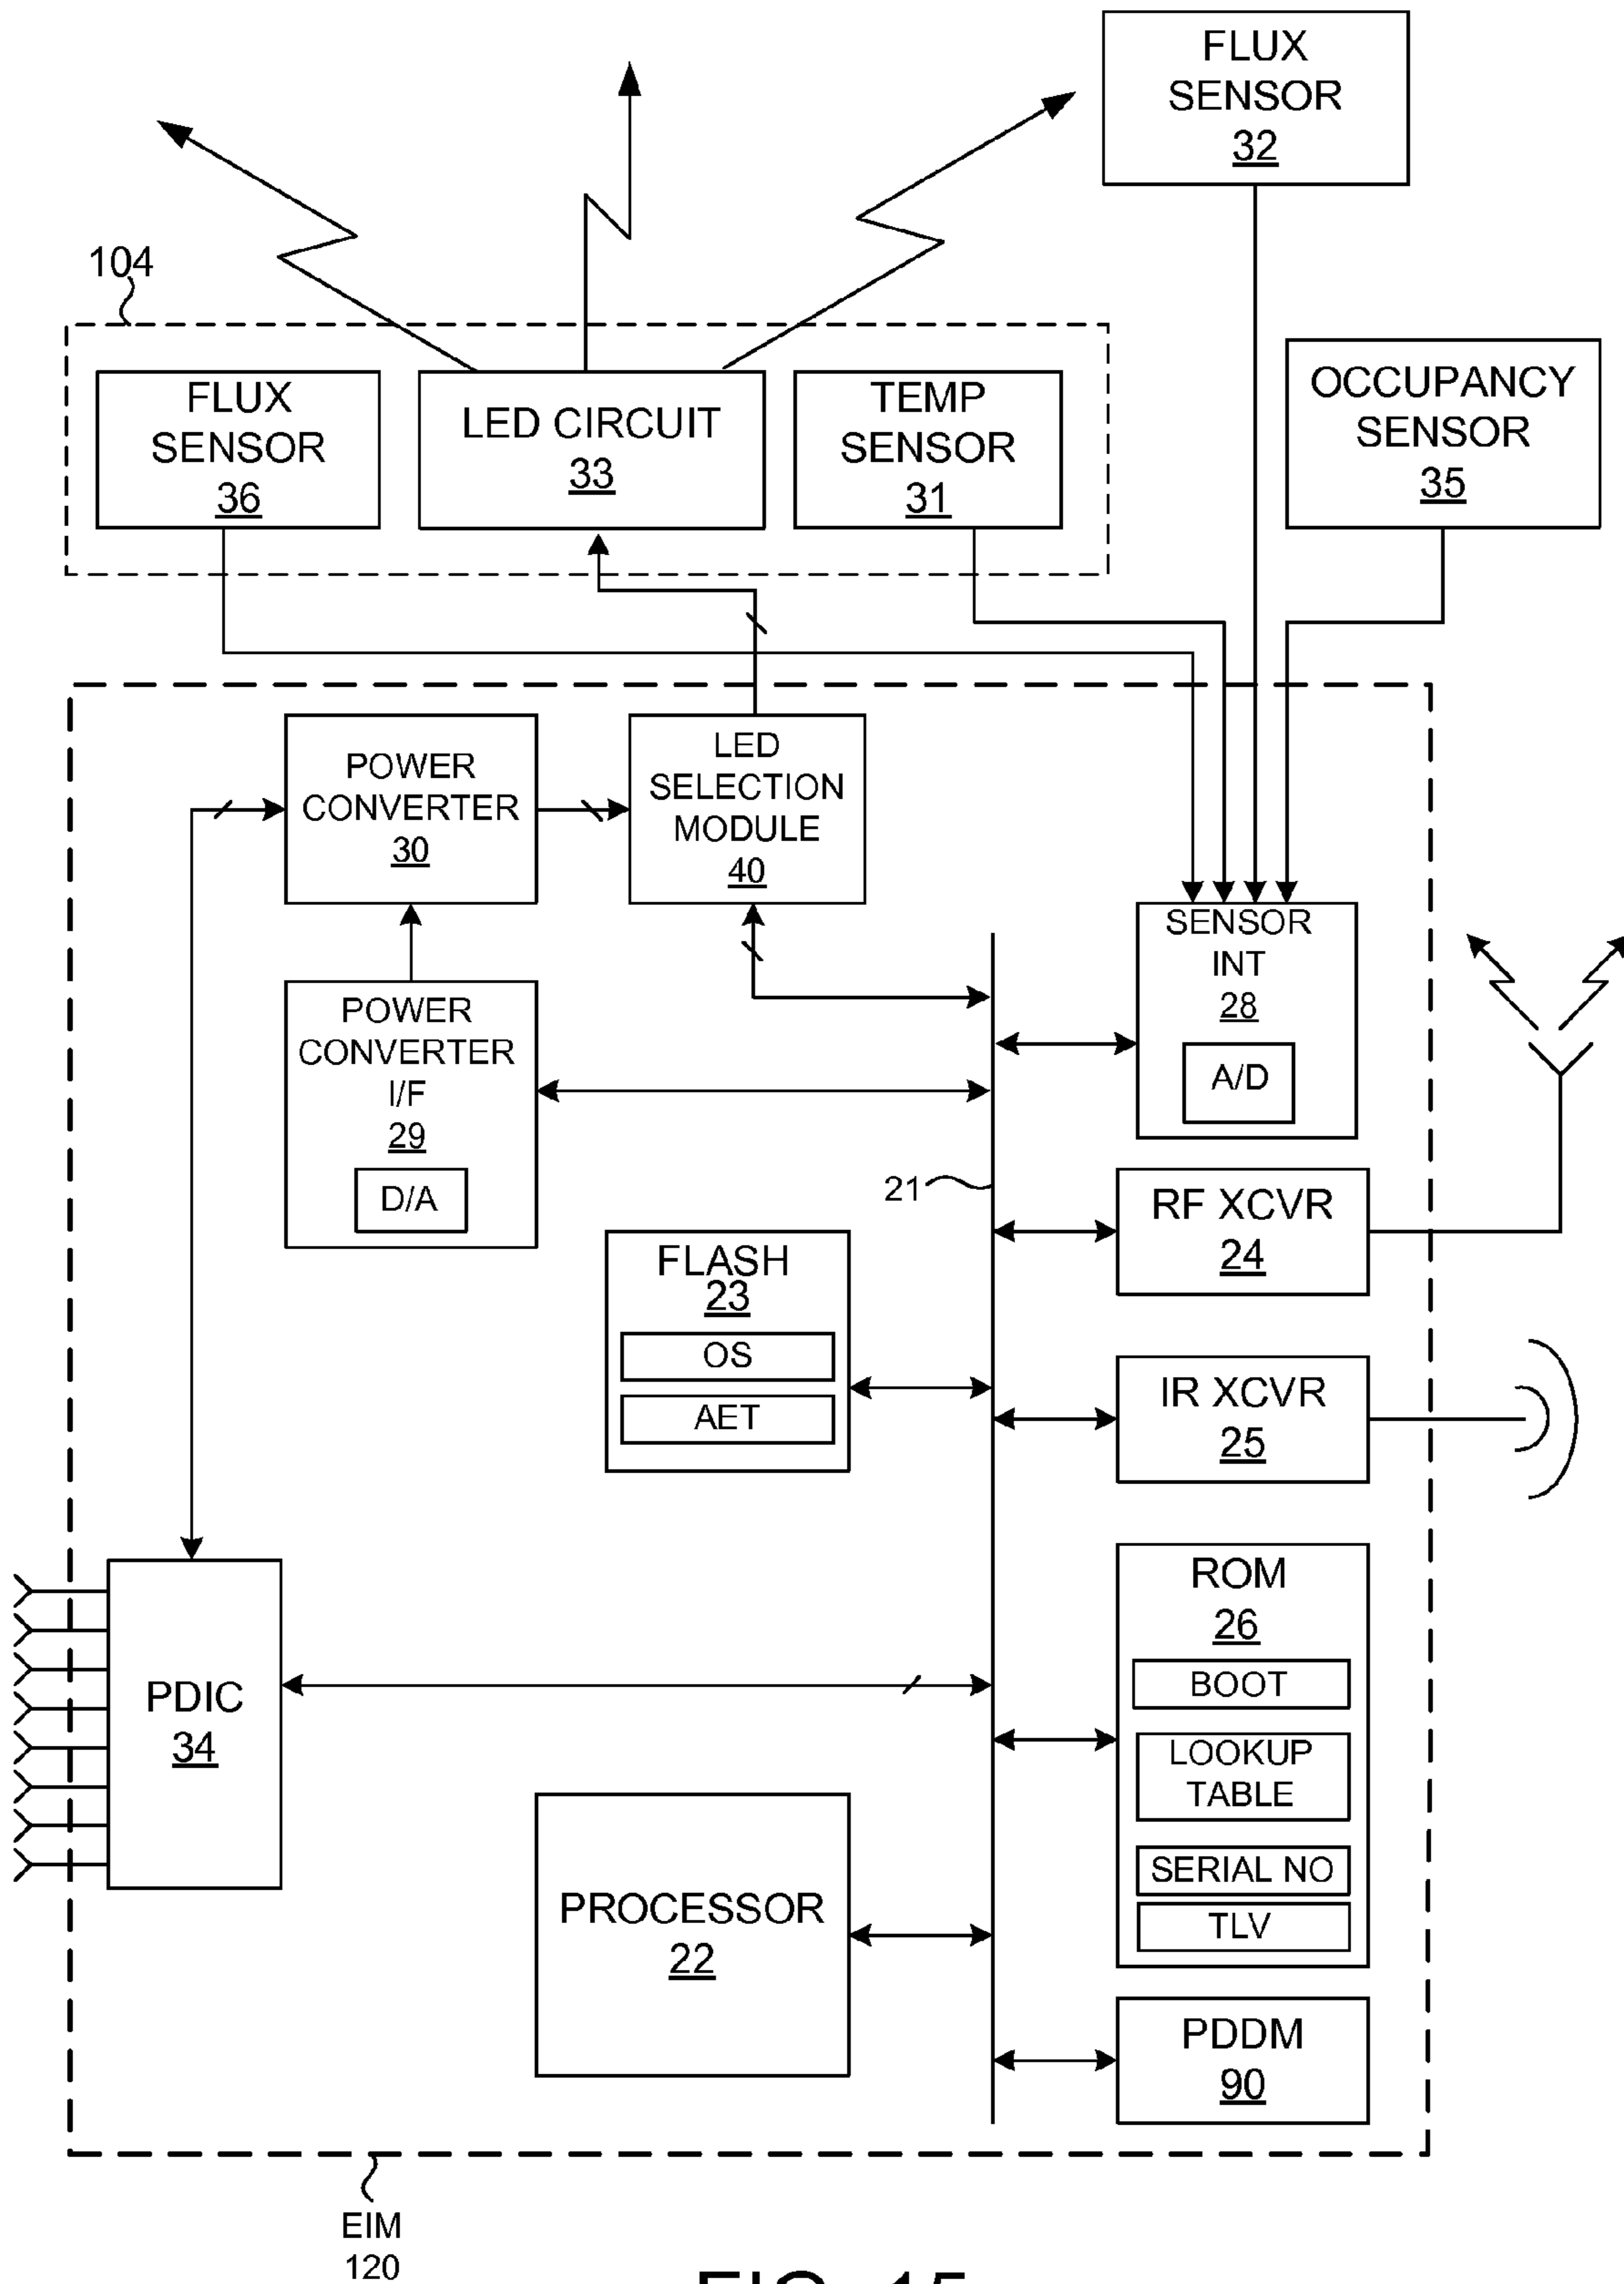 FLUX
SENSOR
32
104
FLUX
SENSOR
36
LED CIRCUIT
33
TEMP
SENSOR
31
OCCUPANCY
SENSOR
35
POWER
CONVERTER
30
LED
SELECTION
MODULE
40
SENSOR
INT
28
A/D
POWER
CONVERTER
I/F
29
D/A
21
RF XCVR
24
FLASH
23
OS
AET
IR XCVR
25
ROM
26
BOOT
LOOKUP
TABLE
SERIAL NO
TLV
PDIC
34
PROCESSOR
22
PDDM
90
EIM
120
FIG. 15